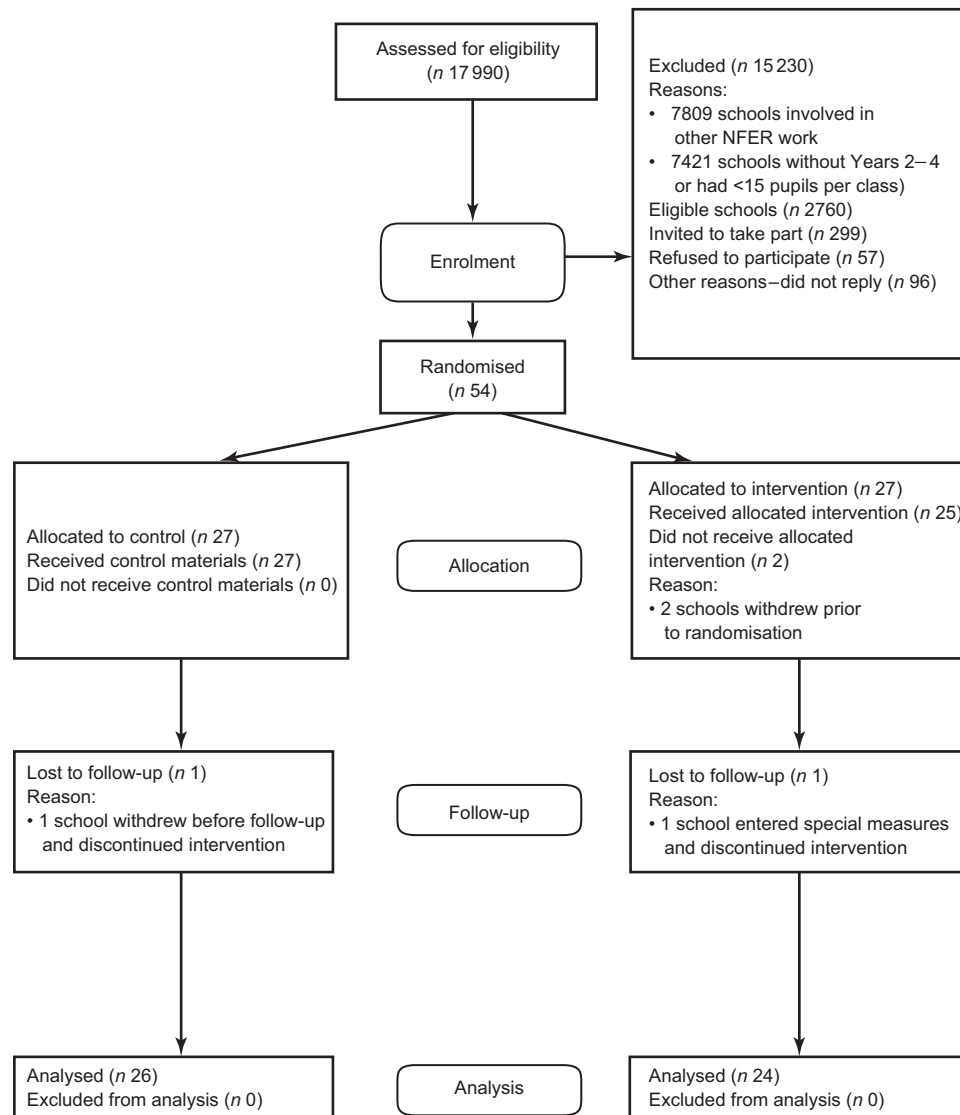 Assessed for eligibility
(n 17 990)
Excluded (n 15 230)
Reasons:
• 7809 schools involved in
other NFER work
• 7421 schools without Years 2–4
or had <15 pupils per class)
Eligible schools (n 2760)
Invited to take part (n 299)
Refused to participate (n 57)
Other reasons–did not reply (n 96)
Enrolment
Randomised
(n 54)
Allocated to control (n 27)
Received control materials (n 27)
Did not receive control materials (n 0)
Allocation
Allocated to intervention (n 27)
Received allocated intervention (n 25)
Did not receive allocated
intervention (n 2)
Reason:
• 2 schools withdrew prior
to randomisation
Lost to follow-up (n 1)
Reason:
• 1 school withdrew before follow-up
and discontinued intervention
Follow-up
Lost to follow-up (n 1)
Reason:
• 1 school entered special measures
and discontinued intervention
Analysed (n 26)
Excluded from analysis (n 0)
Analysis
Analysed (n 24)
Excluded from analysis (n 0)